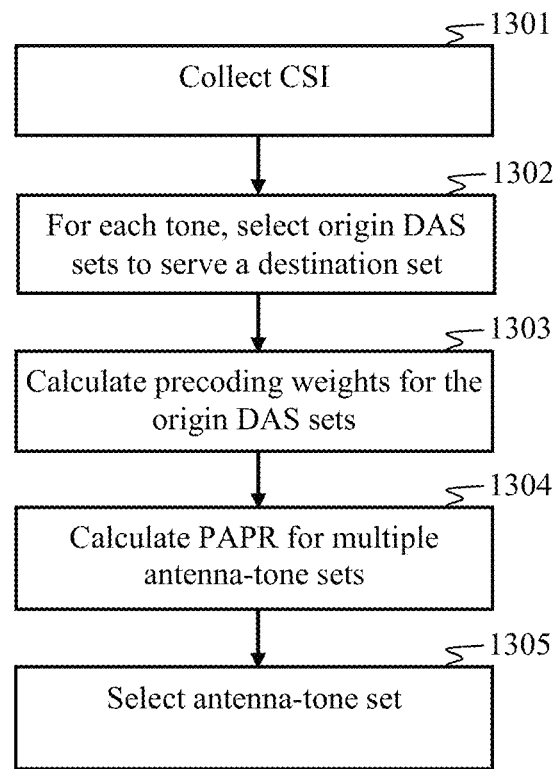 1301
Collect CSI
1302
For each tone, select origin DAS
sets to serve a destination set
1303
Calculate precoding weights for the
origin DAS sets
1304
Calculate PAPR for multiple
antenna-tone sets
1305
Select antenna-tone set